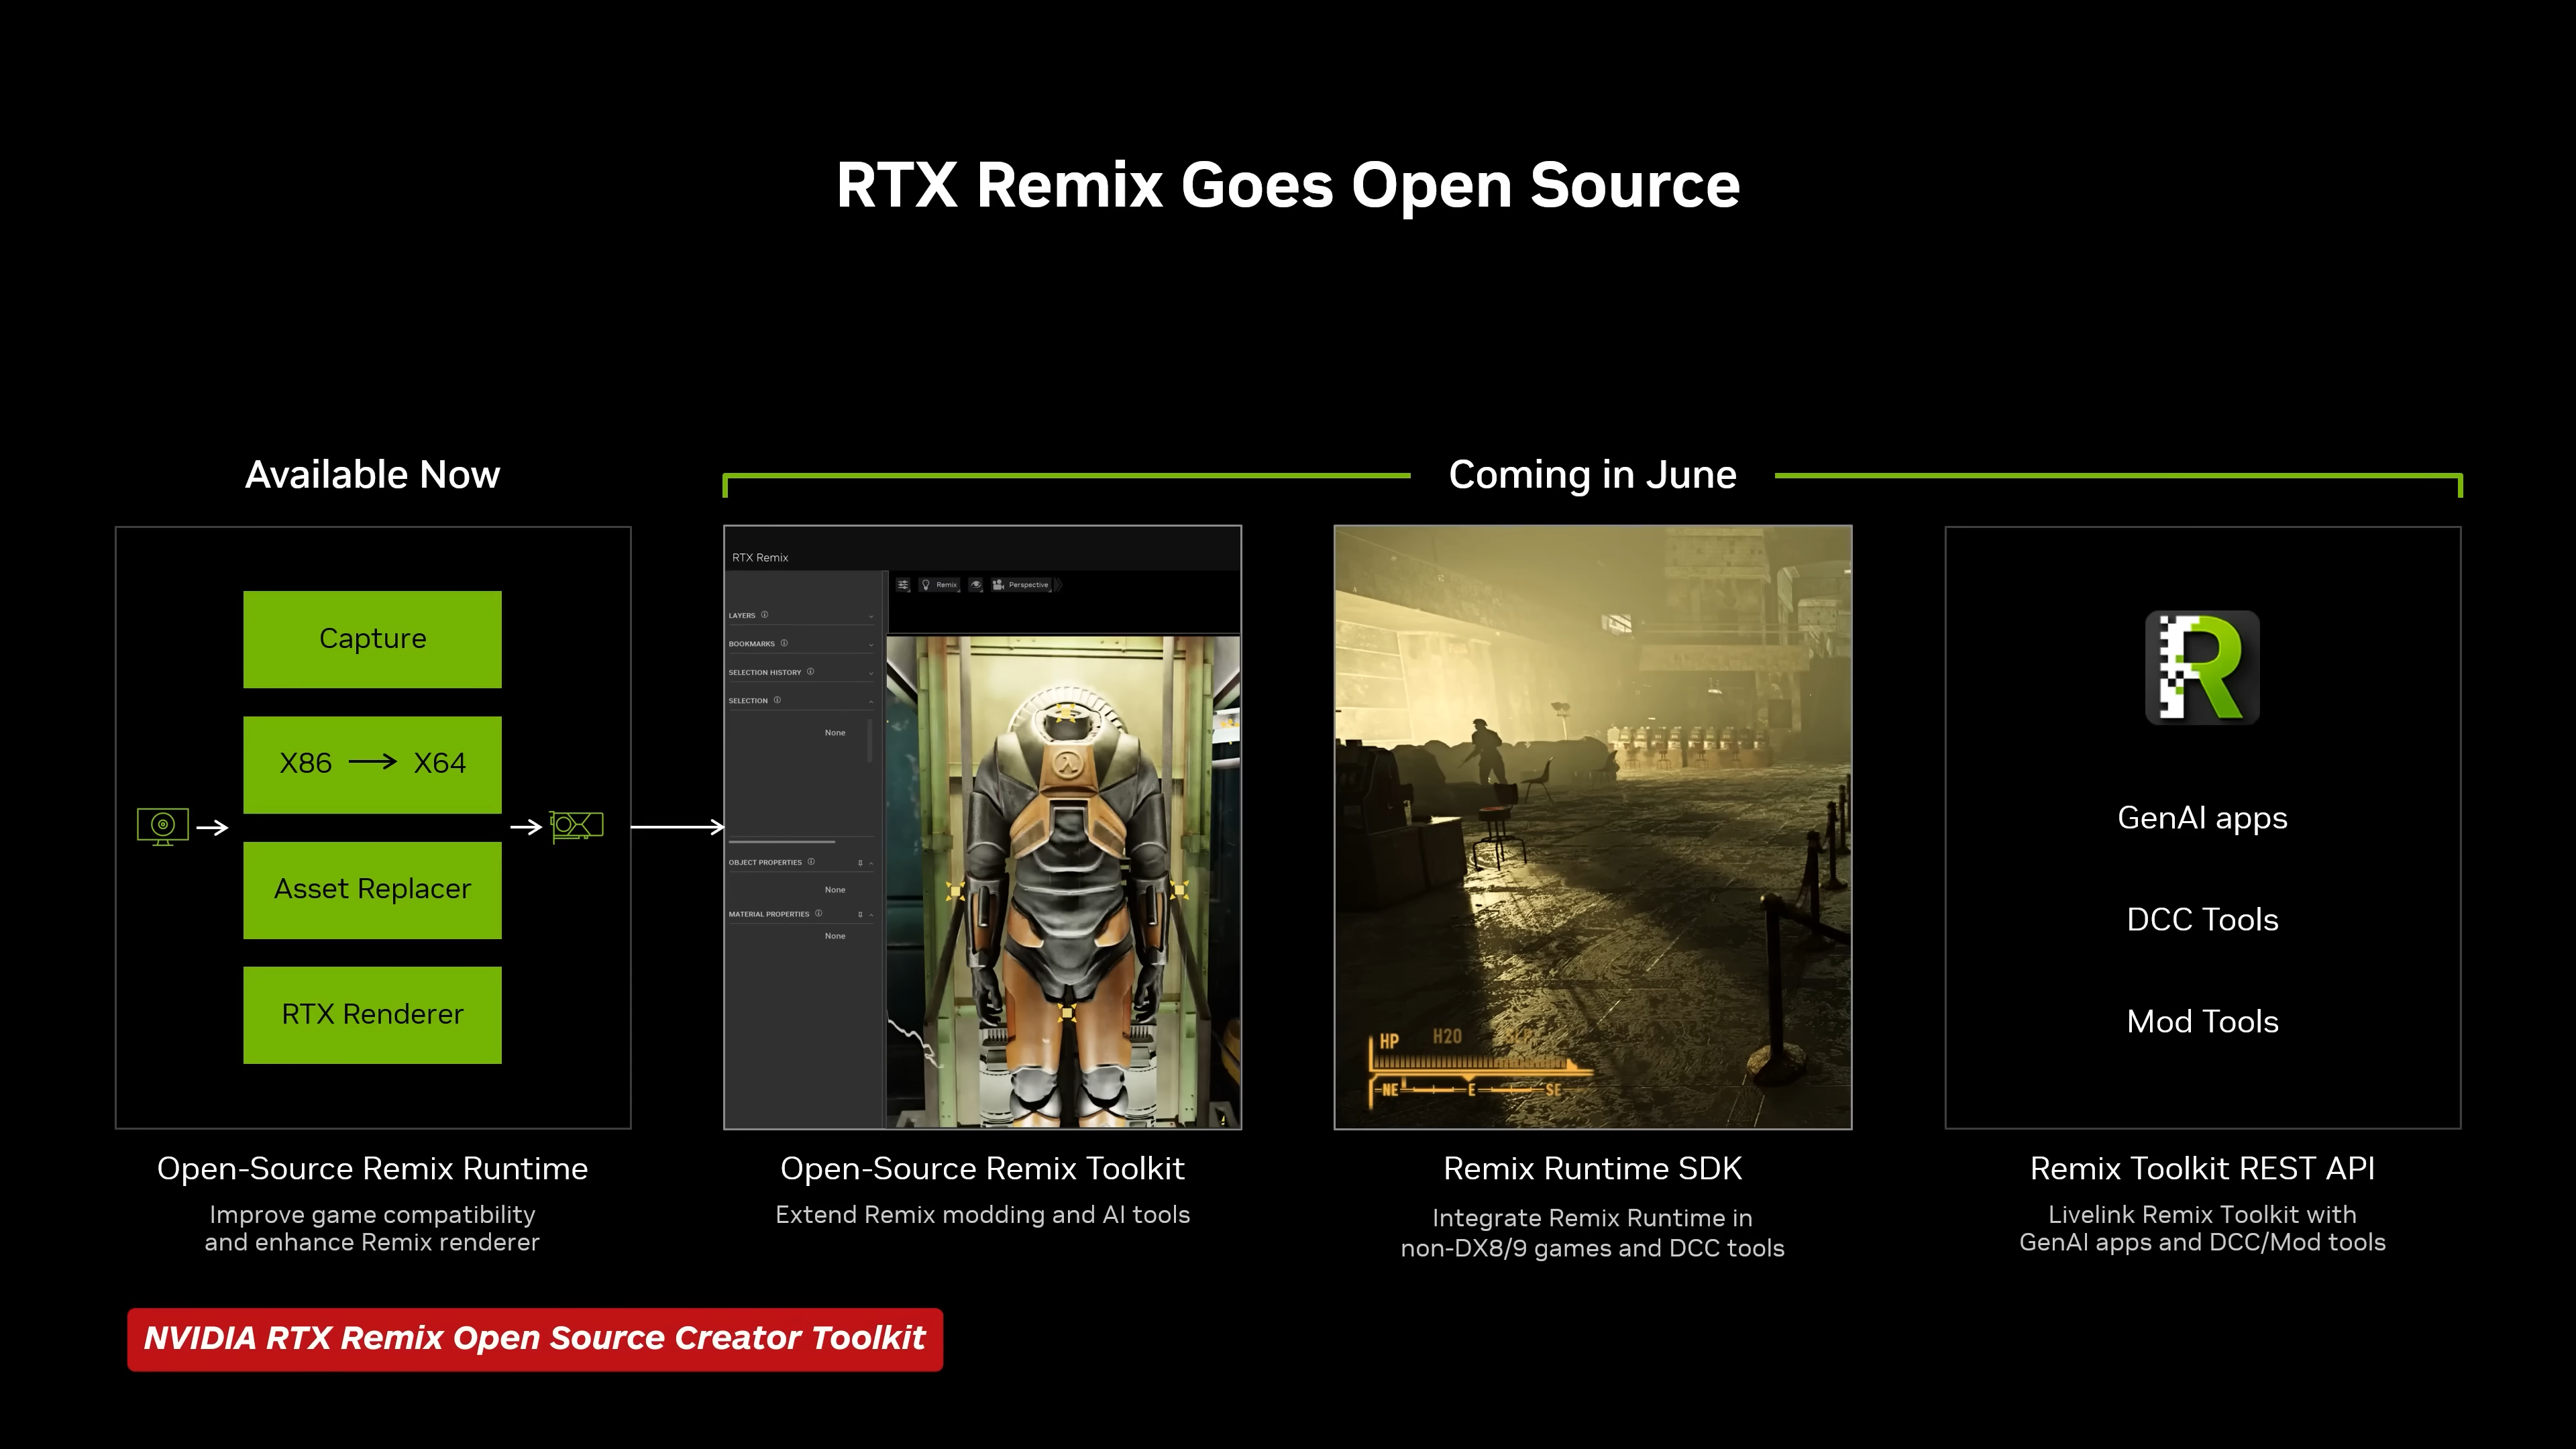 RTX Remix Goes Open Source
Available Now
Coming in June
Capture
X86 → X64
Asset Replacer
RTX Renderer
RTX Remix
Remix
Perspective
LAYERS
BOOKMARKS
SELECTION HISTORY
SELECTION
None
OBJECT PROPERTIES
None
MATERIAL PROPERTIES
None
HP H20
NE E SE
R
GenAI apps
DCC Tools
Mod Tools
Open-Source Remix Runtime
Improve game compatibility
and enhance Remix renderer
Open-Source Remix Toolkit
Extend Remix modding and AI tools
Remix Runtime SDK
Integrate Remix Runtime in
non-DX8/9 games and DCC tools
Remix Toolkit REST API
Livelink Remix Toolkit with
GenAI apps and DCC/Mod tools
NVIDIA RTX Remix Open Source Creator Toolkit